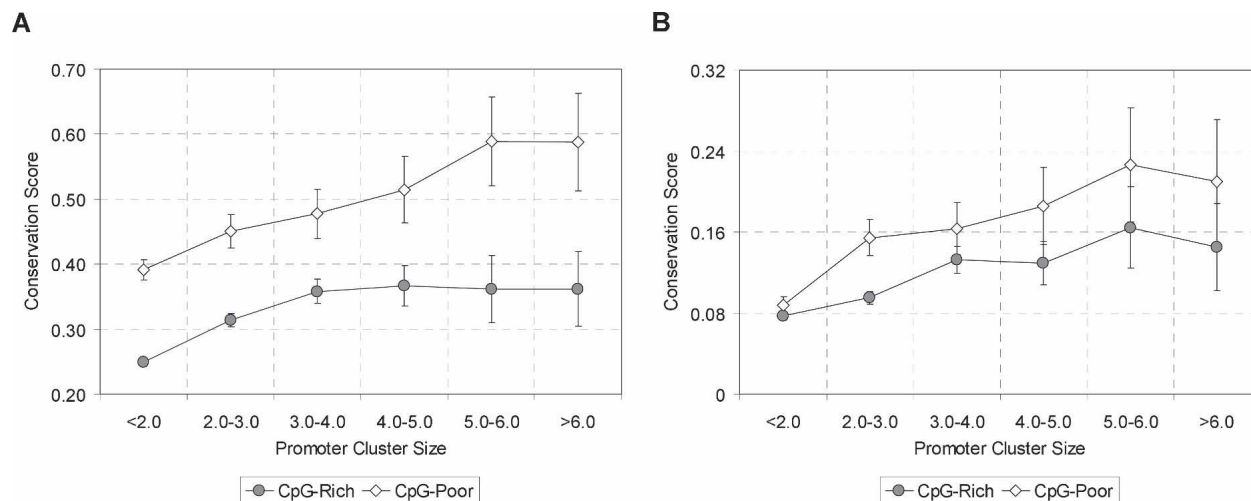 A
0.70
0.60
0.50
0.40
0.30
0.20
Conservation Score
<2.0 2.0-3.0 3.0-4.0 4.0-5.0 5.0-6.0 >6.0
Promoter Cluster Size
CpG-Rich CpG-Poor
B
0.32
0.24
0.16
0.08
0
Conservation Score
<2.0 2.0-3.0 3.0-4.0 4.0-5.0 5.0-6.0 >6.0
Promoter Cluster Size
CpG-Rich CpG-Poor